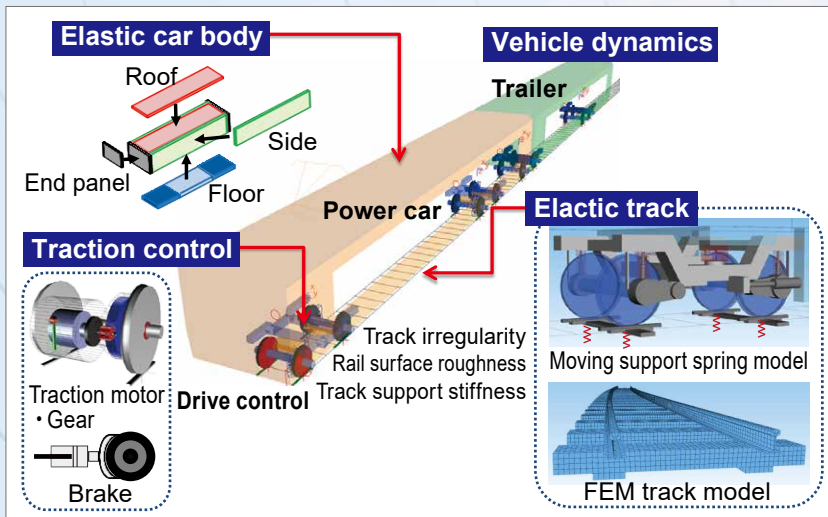 Elastic car body
Vehicle dynamics
Roof
Trailer
Side
End panel
Floor
Power car
Elactic track
Traction control
Track irregularity
Rail surface roughness
Track support stiffness
Moving support spring model
Traction motor
・Gear
Drive control
Brake
FEM track model